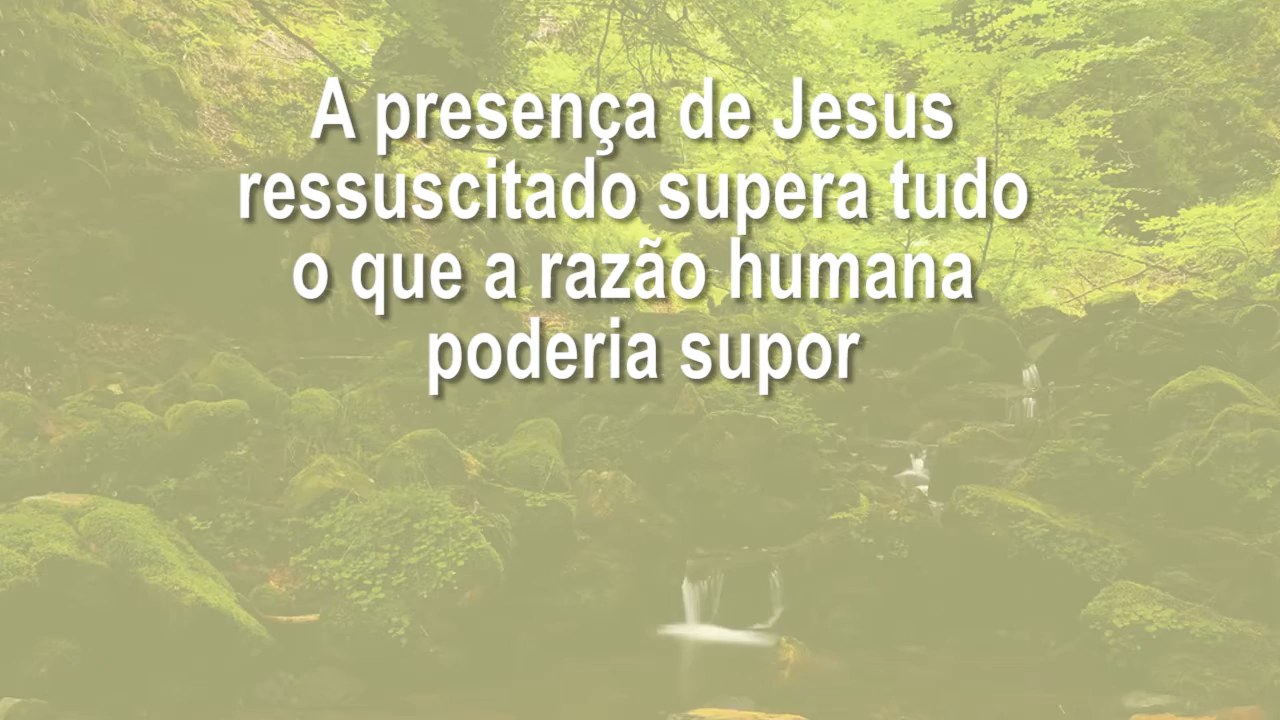 A presença de Jesus
ressuscitado supera tudo
o que a razão humana
poderia supor